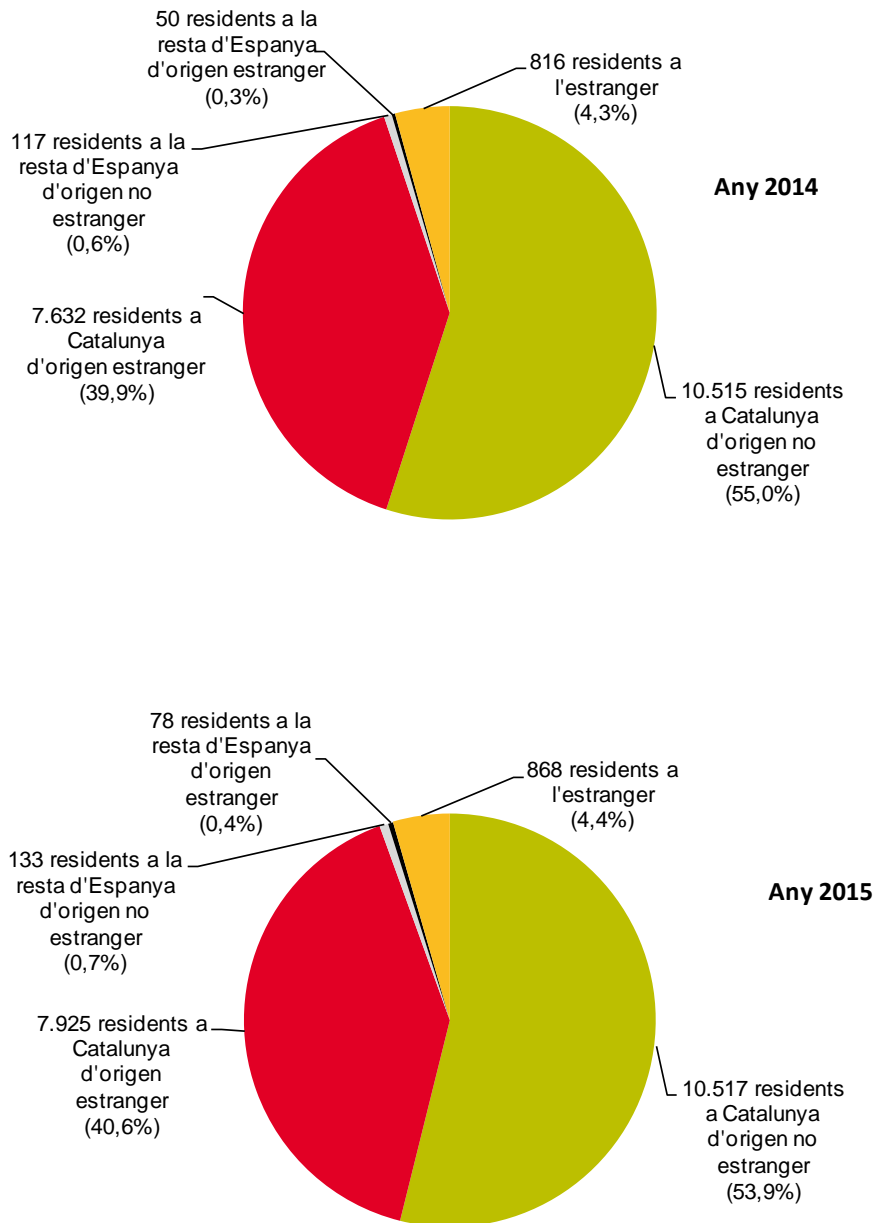 50 residents a la
resta d'Espanya
d'origen estranger
(0,3%)
816 residents a
l'estranger
(4,3%)
117 residents a la
resta d'Espanya
d'origen no
estranger
(0,6%)
Any 2014
7.632 residents a
Catalunya
d'origen estranger
(39,9%)
10.515 residents
a Catalunya
d'origen no
estranger
(55,0%)
78 residents a la
resta d'Espanya
d'origen
estranger
(0,4%)
868 residents a
l'estranger
(4,4%)
133 residents a la
resta d'Espanya
d'origen no
estranger
(0,7%)
Any 2015
7.925 residents a
Catalunya
d'origen
estranger
(40,6%)
10.517 residents
a Catalunya
d'origen no
estranger
(53,9%)